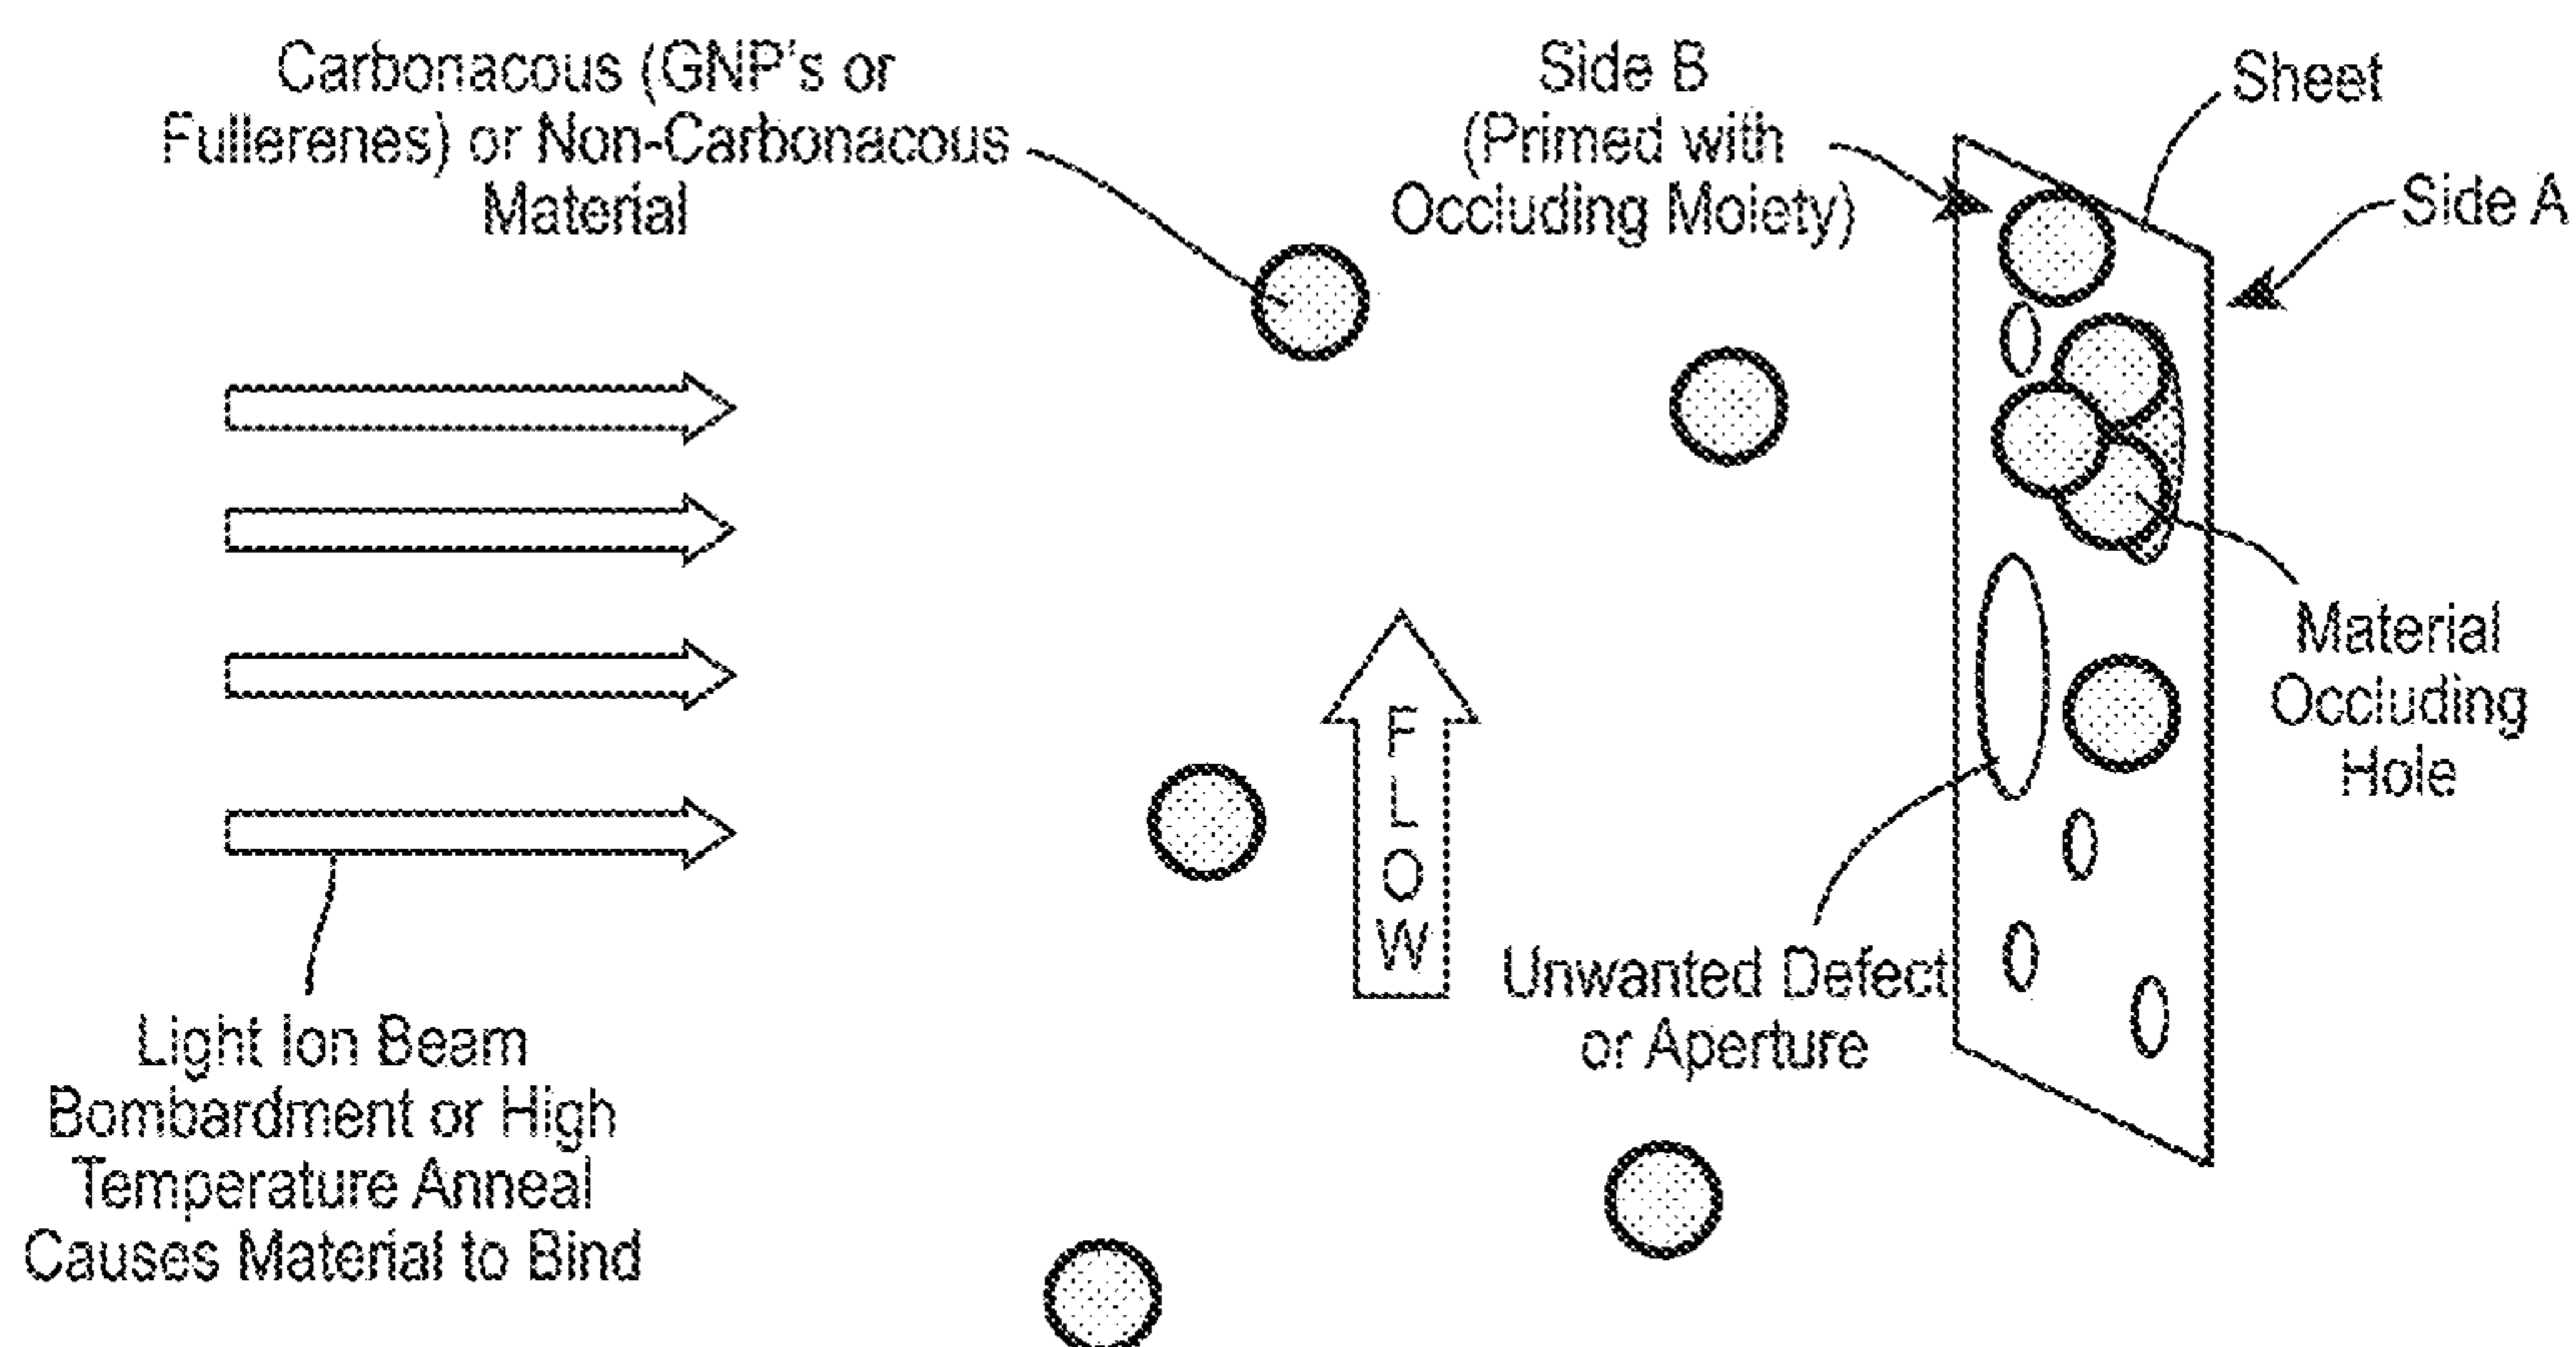 Carbonacous (GNP's or
Fullerenes) or Non-Carbonacous
Material
Side B
(Primed with
Occluding Moiety)
Sheet
Side A
Material
Occluding
Hole
FLOW
Unwanted Defect
or Aperture
Light Ion Beam
Bombardment or High
Temperature Anneal
Causes Material to Bind